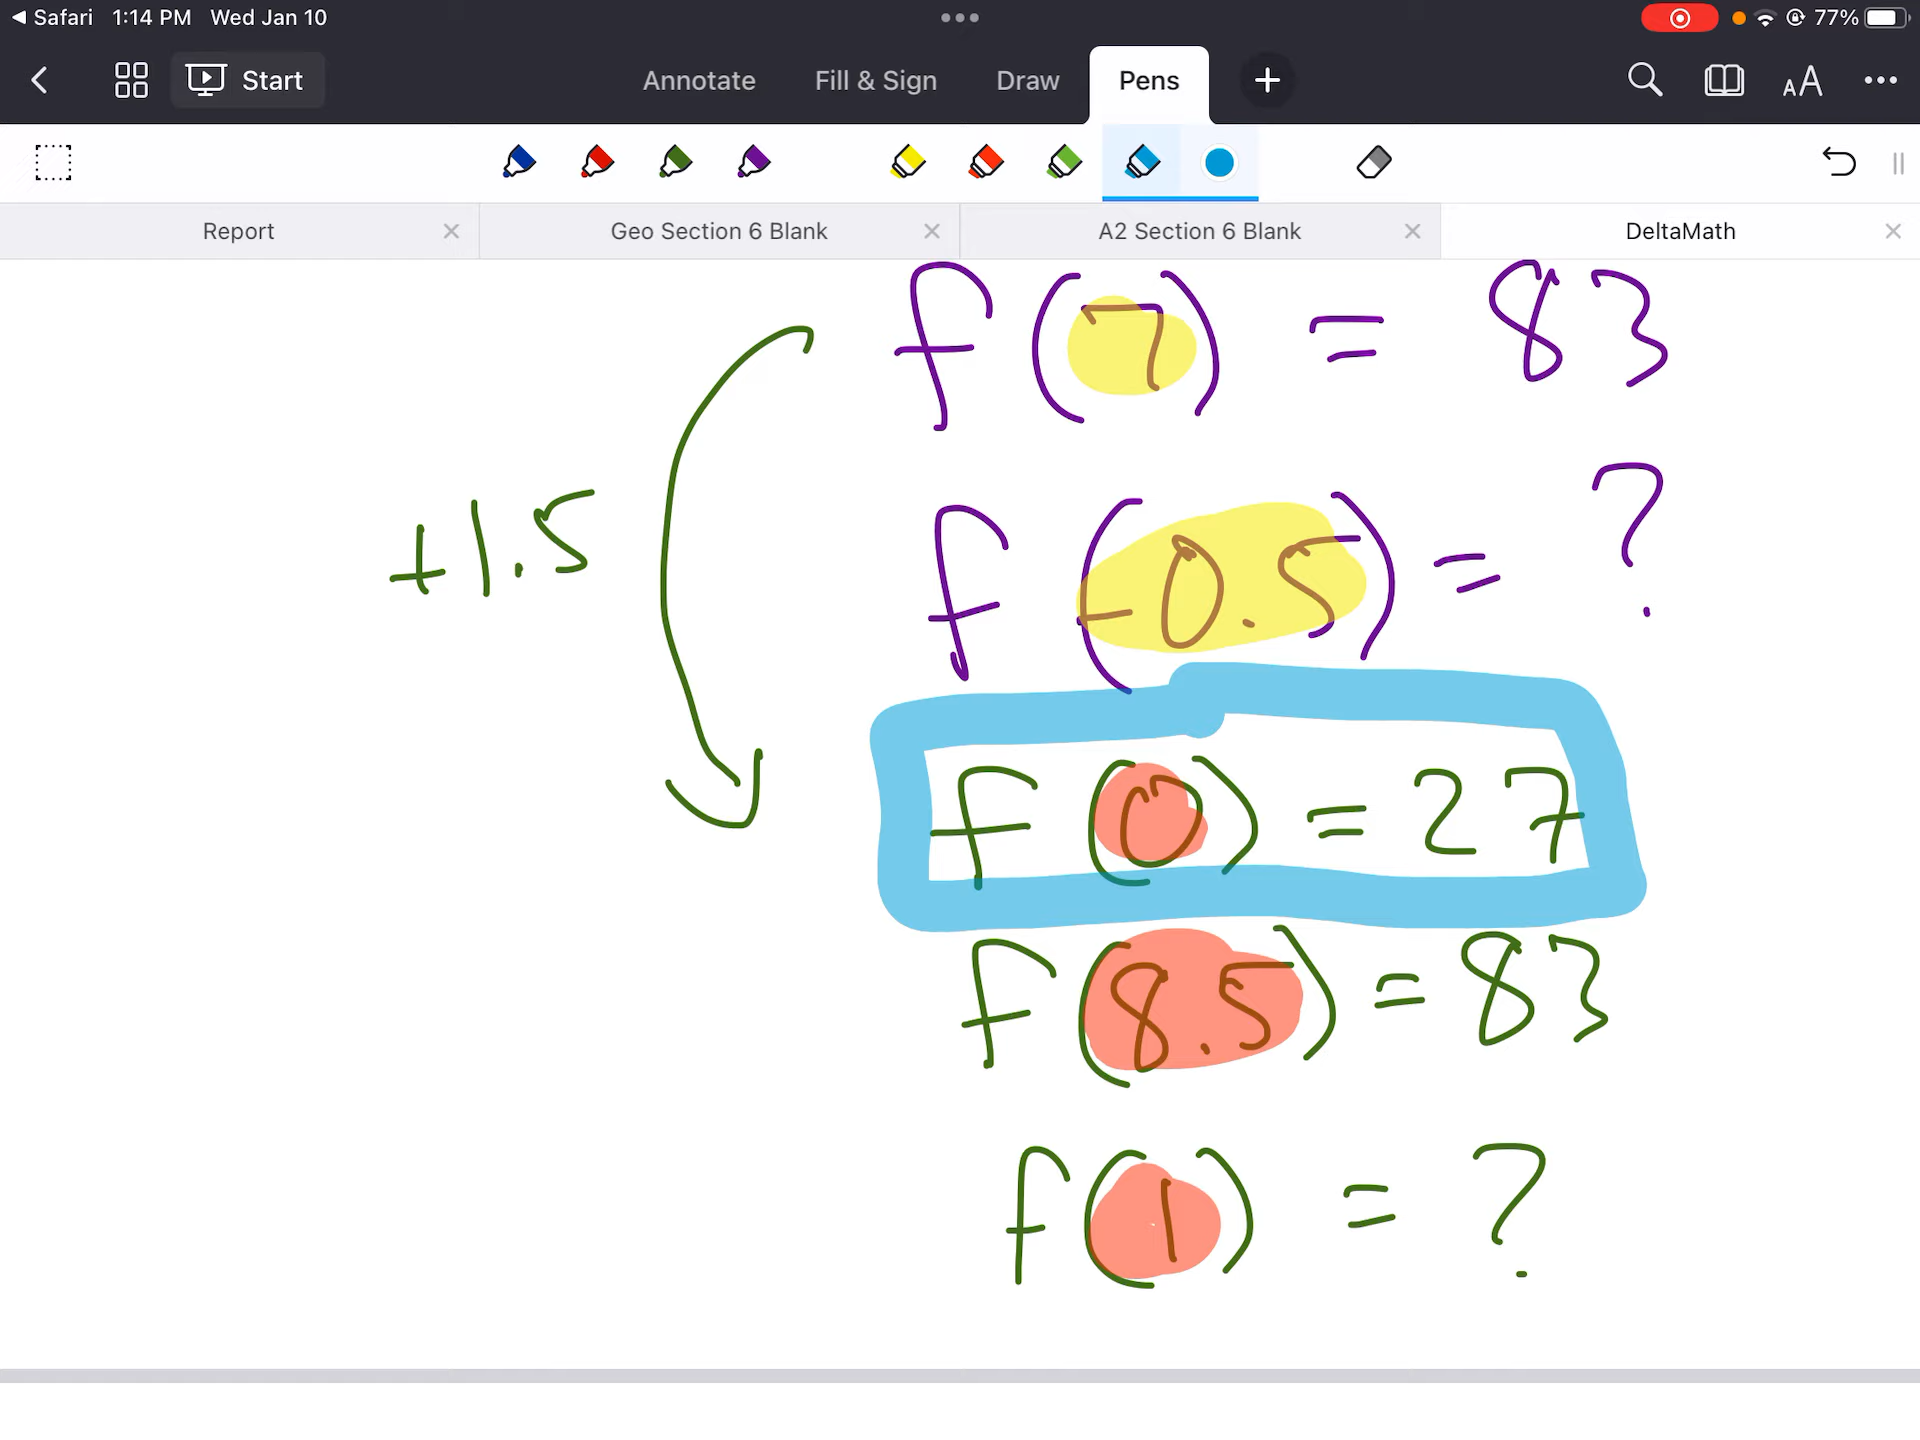 Safari 1:14 PM Wed Jan 10 77%
Start Annotate Fill & Sign Draw Pens + AA
Report × Geo Section 6 Blank × A2 Section 6 Blank × DeltaMath ×
f(7) = 83
+1.5
f(-0.5) = ?
f(0) = 27
f(8.5) = 83
f(1) = ?